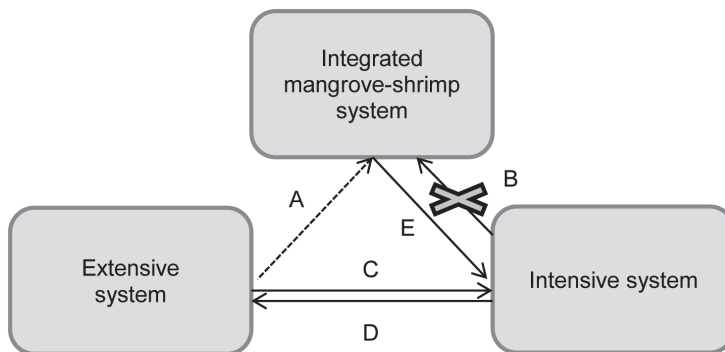 Integrated
mangrove-shrimp
system
A
B
E
Extensive
system
C
Intensive system
D